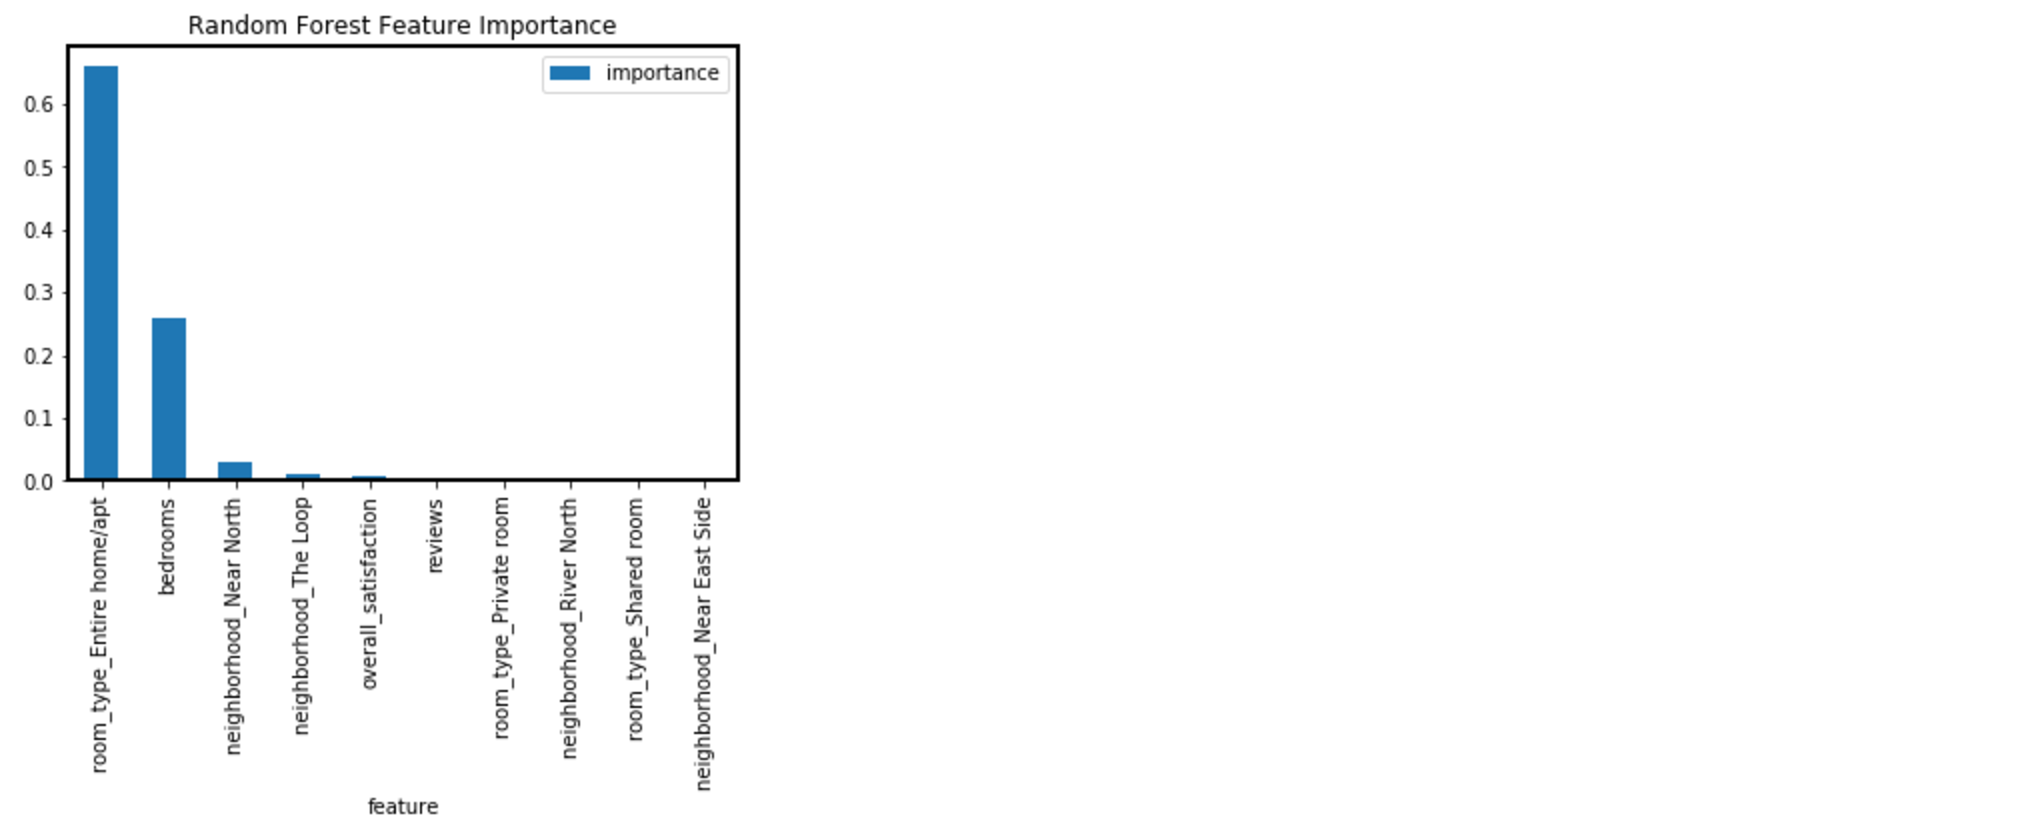 Random Forest Feature Importance
importance
0.6
0.5
0.4
0.3
0.2
0.1
0.0
room_type_Entire home/apt
bedrooms
neighborhood_Near North
neighborhood_The Loop
overall_satisfaction
reviews
room_type_Private room
neighborhood_River North
room_type_Shared room
neighborhood_Near East Side
feature